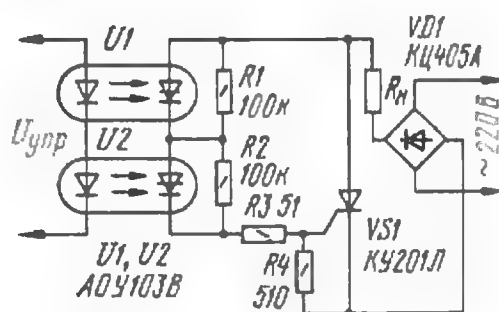 U1
VD1
КЦ405А
R1
100к
Rн
Uупр
U2
R2
100к
~220В
R3 51
VS1
КУ201Л
U1, U2
АОУ103В
R4
510